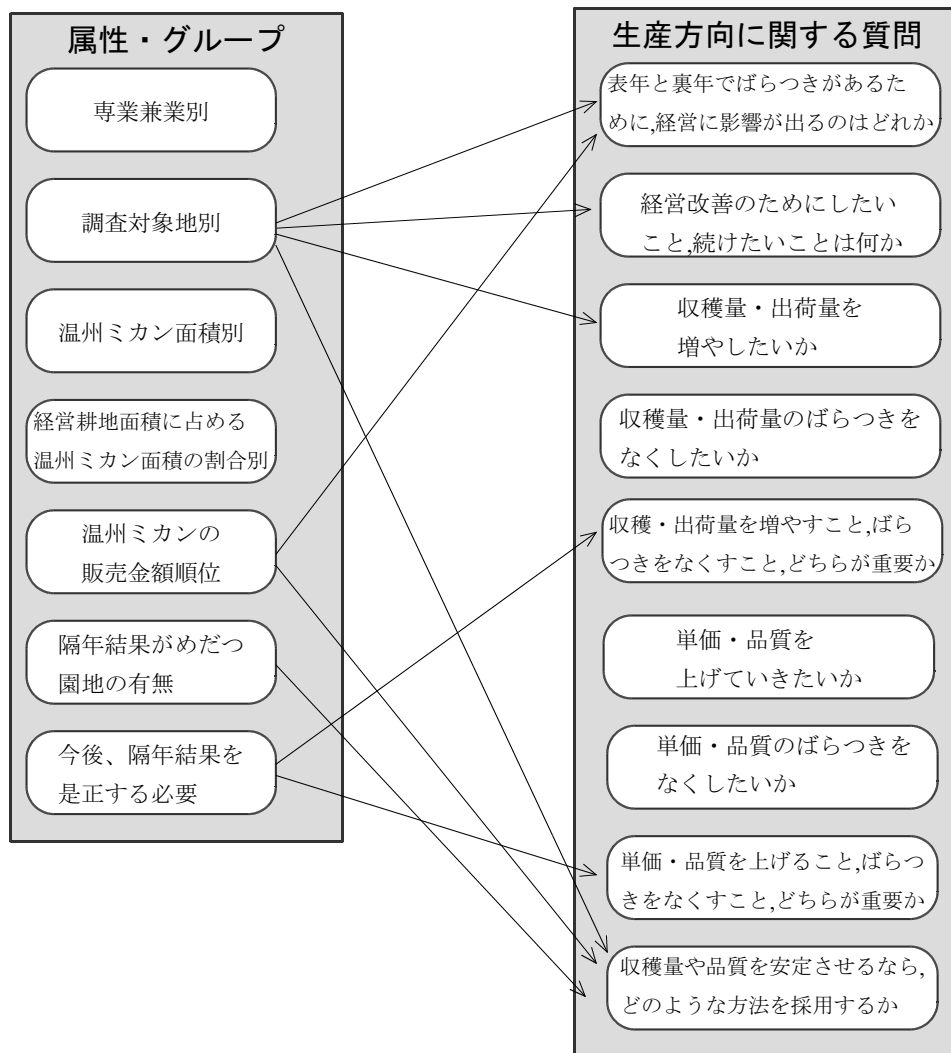 属性・グループ
専業兼業別
調査対象地別
温州ミカン面積別
経営耕地面積に占める
温州ミカン面積の割合別
温州ミカンの
販売金額順位
隔年結果がめだつ
園地の有無
今後、隔年結果を
是正する必要
生産方向に関する質問
表年と裏年でばらつきがあるた
めに,経営に影響が出るのはどれか
経営改善のためにしたい
こと,続けたいことは何か
収穫量・出荷量を
増やしたいか
収穫量・出荷量のばらつきを
なくしたいか
収穫・出荷量を増やすこと,ばら
つきをなくすこと,どちらが重要か
単価・品質を
上げていきたいか
単価・品質のばらつきを
なくしたいか
単価・品質を上げること,ばらつ
きをなくすこと,どちらが重要か
収穫量や品質を安定させるなら,
どのような方法を採用するか